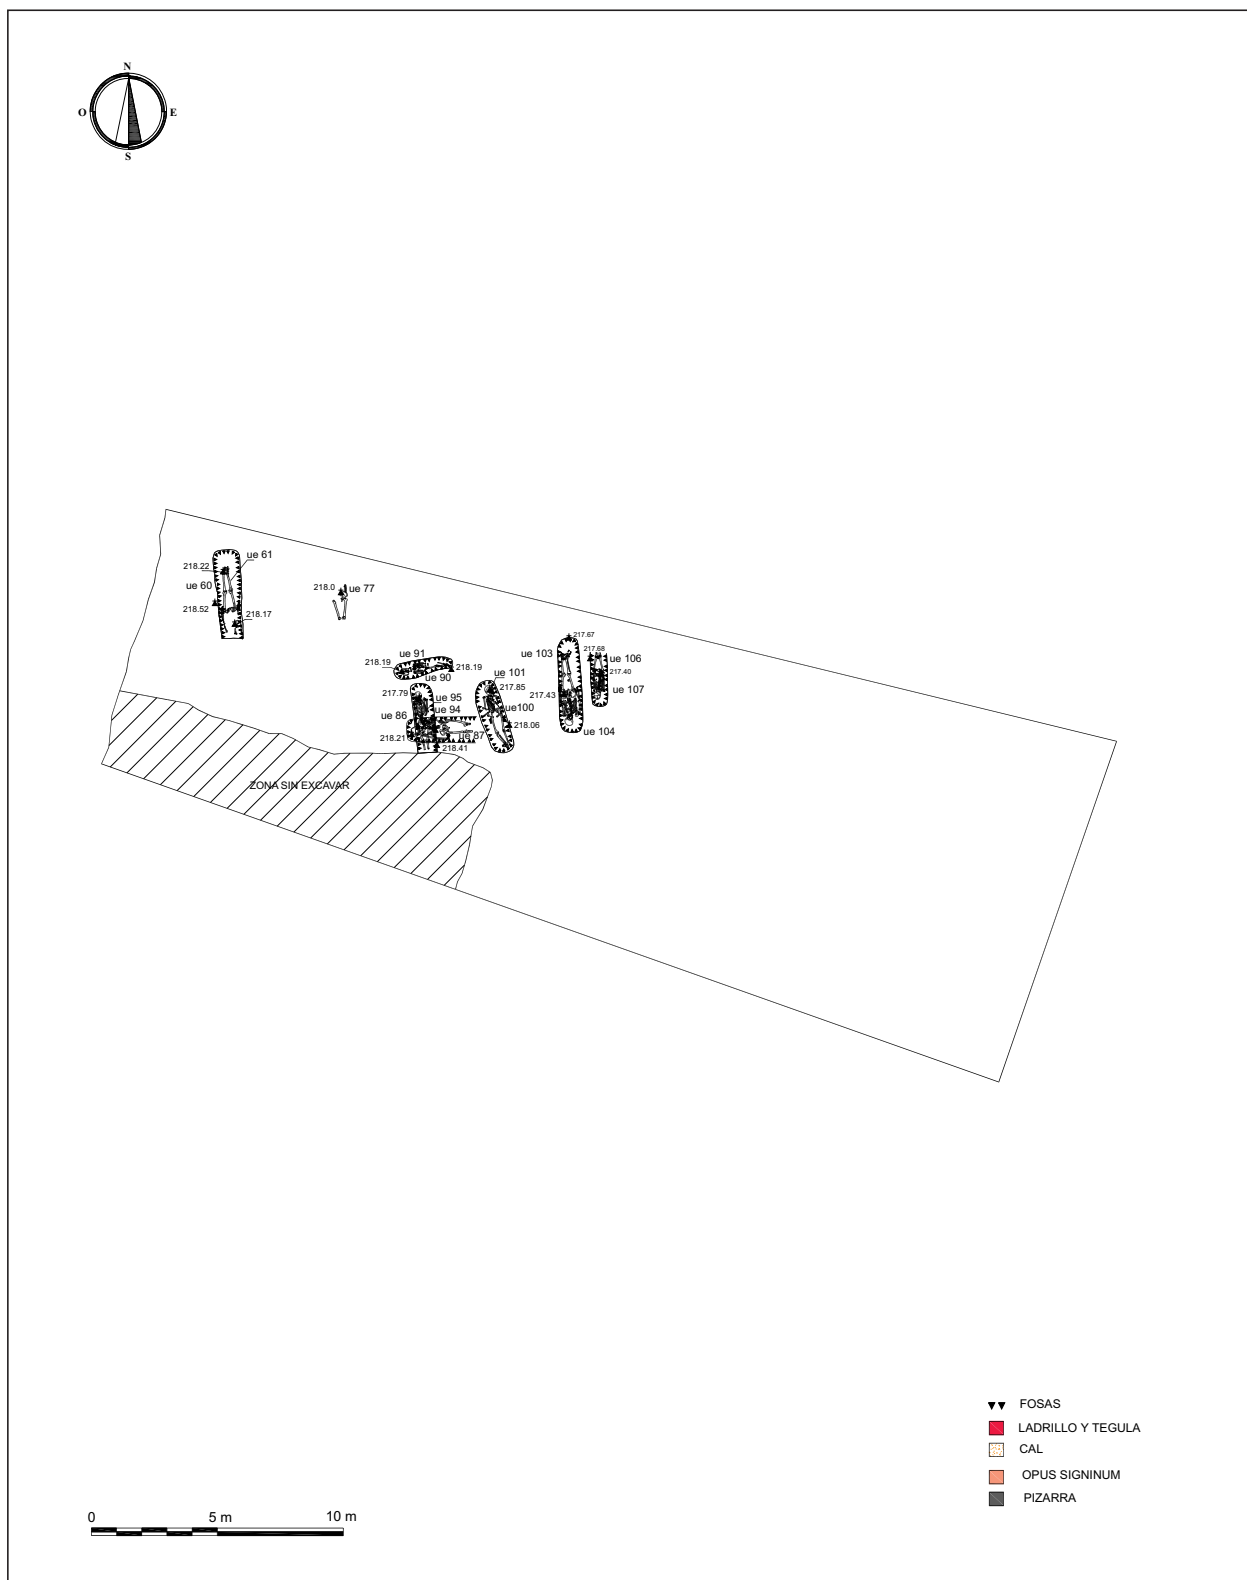 N
O E
S
ue 61
218.22
ue 60
218.52
218.17
218.0
ue 77
217.67
ue 103
217.68
ue 106
217.40
ue 107
217.43
ue 104
ue 91
218.19
218.19
ue 90
ue 101
217.79
217.85
ue 95
ue 94
ue100
ue 86
218.06
218.21
ue 87
218.41
ZONA SIN EXCAVAR
FOSAS
LADRILLO Y TEGULA
CAL
OPUS SIGNINUM
PIZARRA
0 5 m 10 m